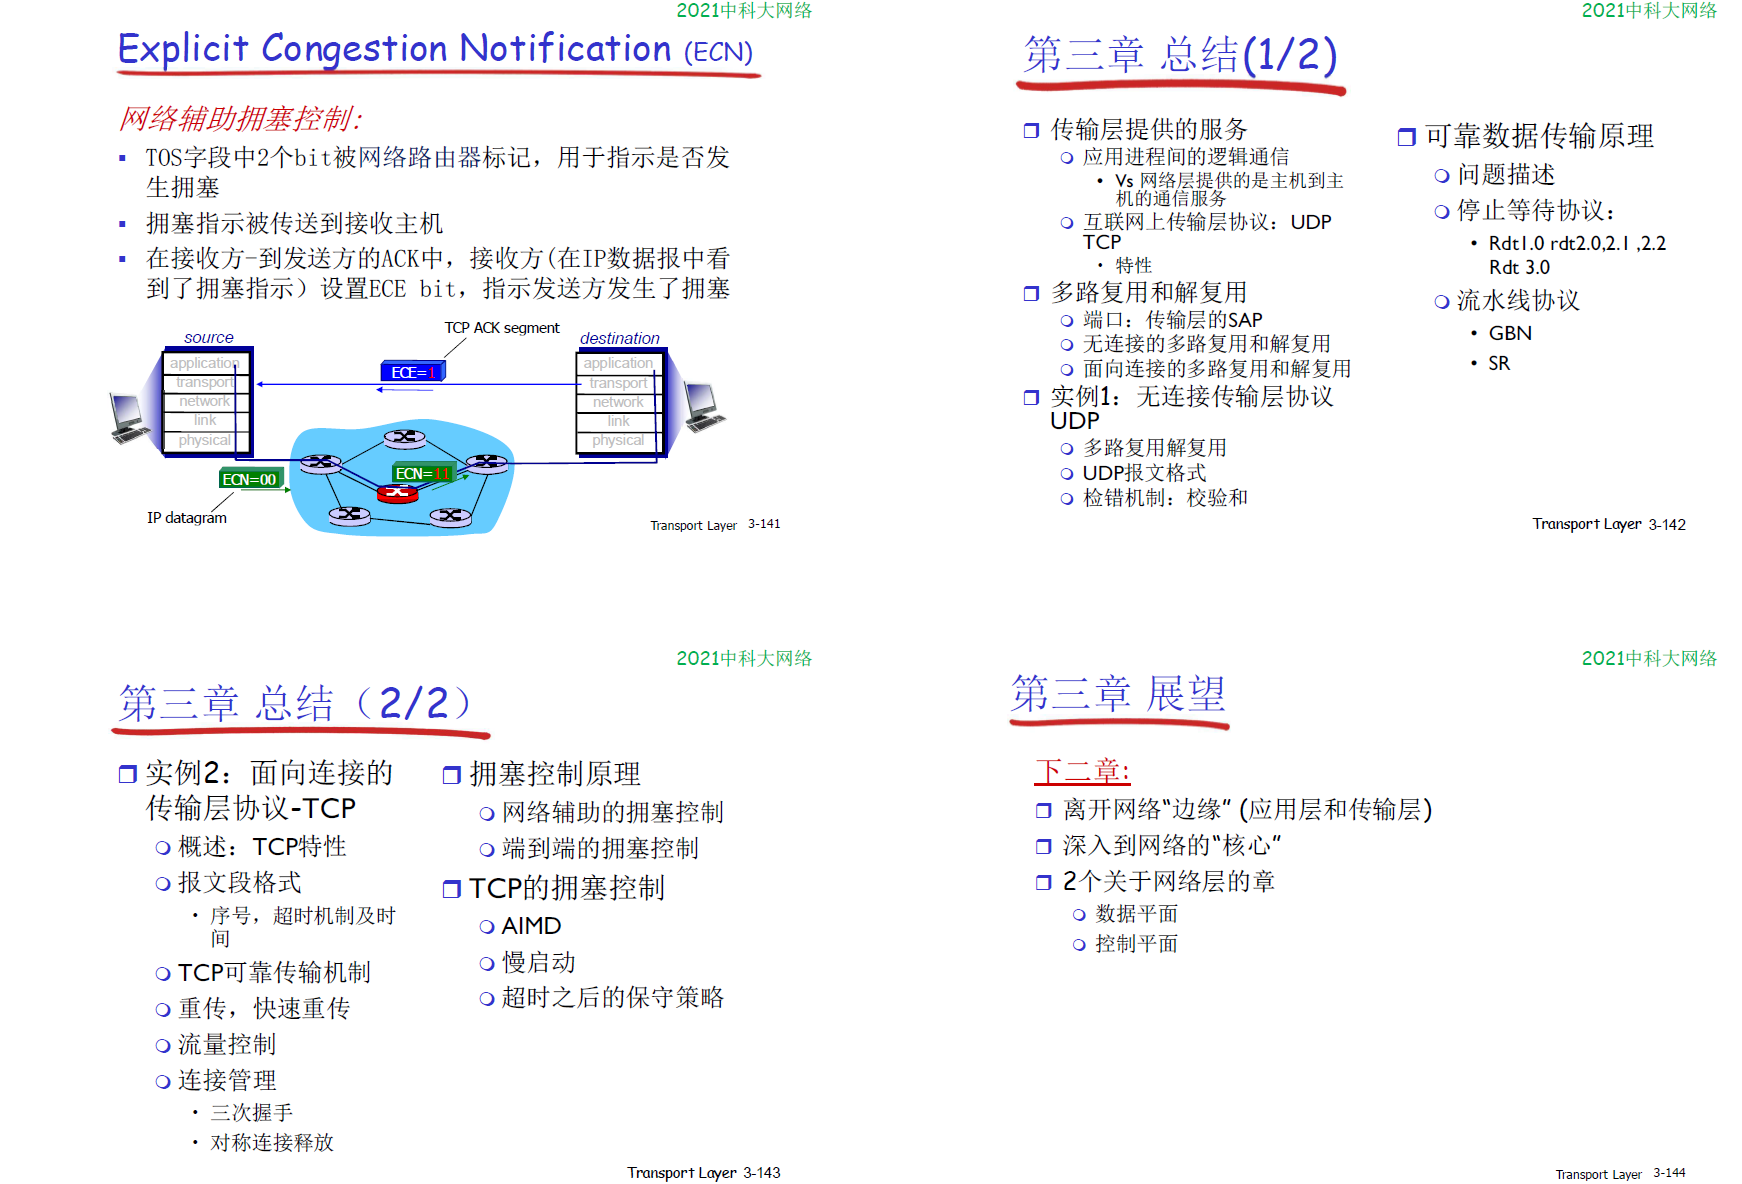 2021中科大网络
Explicit Congestion Notification (ECN)
网络辅助拥塞控制:
TOS字段中2个bit被网络路由器标记，用于指示是否发
生拥塞
拥塞指示被传送到接收主机
在接收方-到发送方的ACK中，接收方(在IP数据报中看
到了拥塞指示）设置ECE bit，指示发送方发生了拥塞
TCP ACK segment
source
destination
application
transport
network
link
physical
ECE=1
application
transport
network
link
physical
ECN=00
ECN=11
IP datagram
Transport Layer 3-141
2021中科大网络
第三章 总结(1/2)
传输层提供的服务
应用进程间的逻辑通信
• Vs 网络层提供的是主机到主
机的通信服务
互联网上传输层协议：UDP
TCP
• 特性
多路复用和解复用
端口：传输层的SAP
无连接的多路复用和解复用
面向连接的多路复用和解复用
实例1：无连接传输层协议
UDP
多路复用解复用
UDP报文格式
检错机制：校验和
可靠数据传输原理
问题描述
停止等待协议：
• Rdt1.0 rdt2.0,2.1 ,2.2
Rdt 3.0
流水线协议
• GBN
• SR
Transport Layer 3-142
2021中科大网络
第三章 总结（2/2）
实例2：面向连接的
传输层协议-TCP
概述：TCP特性
报文段格式
• 序号，超时机制及时
间
TCP可靠传输机制
重传，快速重传
流量控制
连接管理
• 三次握手
• 对称连接释放
拥塞控制原理
网络辅助的拥塞控制
端到端的拥塞控制
TCP的拥塞控制
AIMD
慢启动
超时之后的保守策略
Transport Layer 3-143
2021中科大网络
第三章 展望
下二章:
离开网络“边缘” (应用层和传输层)
深入到网络的“核心”
2个关于网络层的章
数据平面
控制平面
Transport Layer 3-144